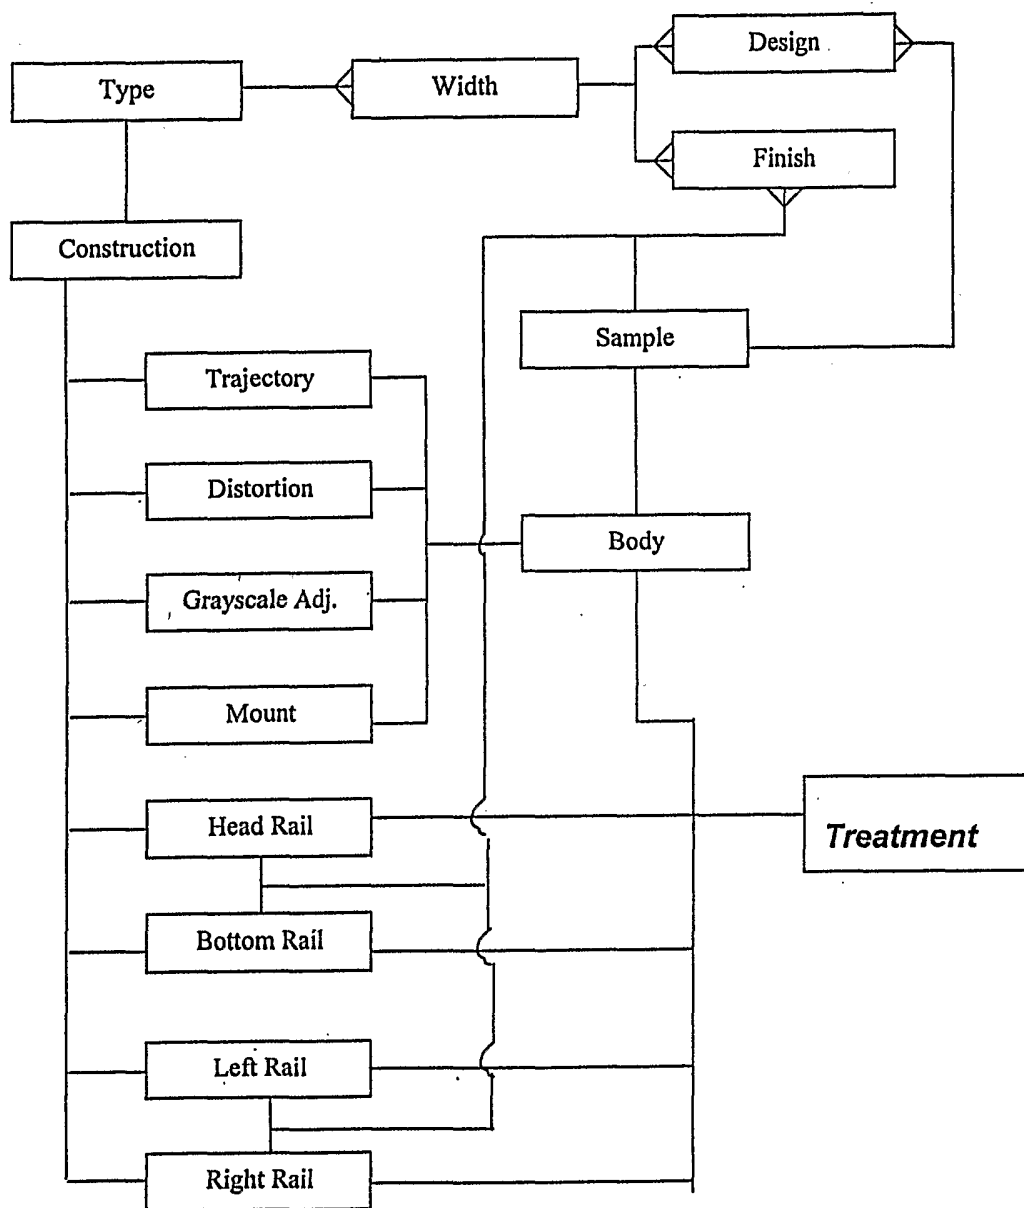 Design
Type
Width
Finish
Construction
Sample
Trajectory
Distortion
Body
Grayscale Adj.
Mount
Head Rail
Treatment
Bottom Rail
Left Rail
Right Rail